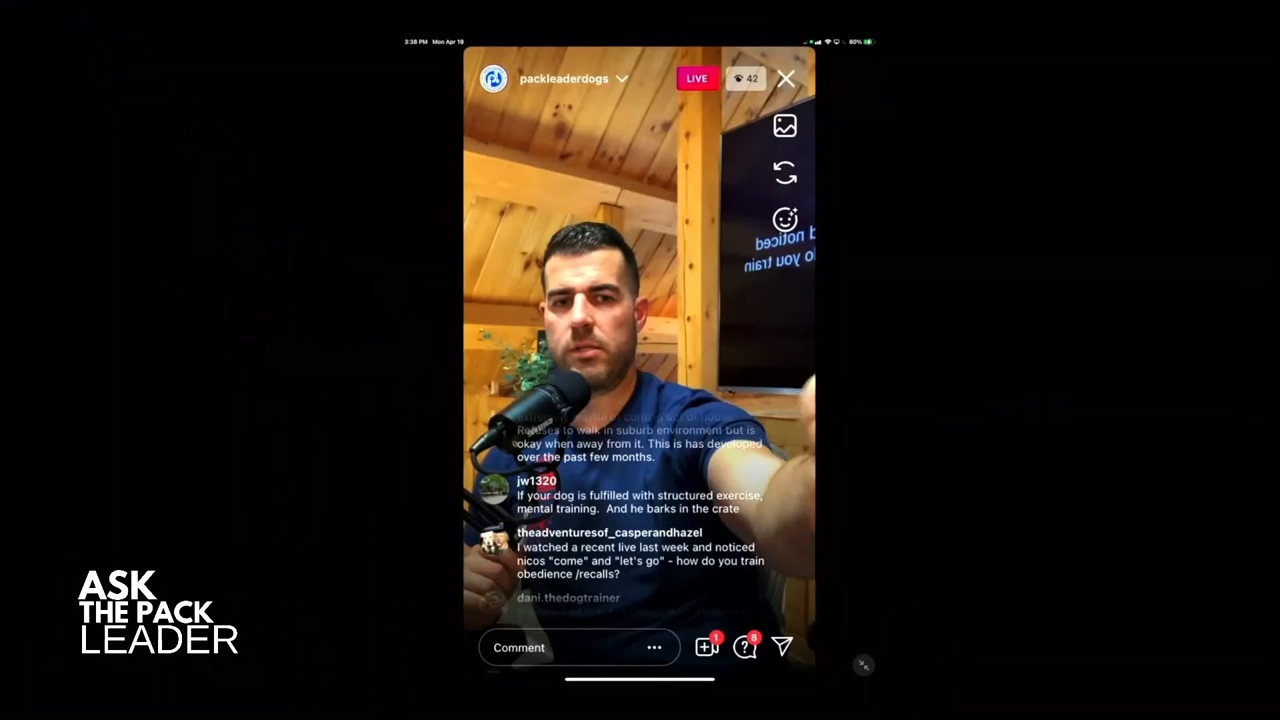 3:38 PM Mon Apr 19
80%
packleaderdogs
LIVE
42
d noticed
lo you train
Refuses to walk in suburb environment but is
okay when away from it. This is has developed
over the past few months.
jw1320
If your dog is fulfilled with structured exercise,
mental training. And he barks in the crate
theadventuresof_casperandhazel
I watched a recent live last week and noticed
nicos "come" and "let's go" - how do you train
obedience /recalls?
dani.thedogtrainer
Comment
1
8
ASK
THE PACK
LEADER